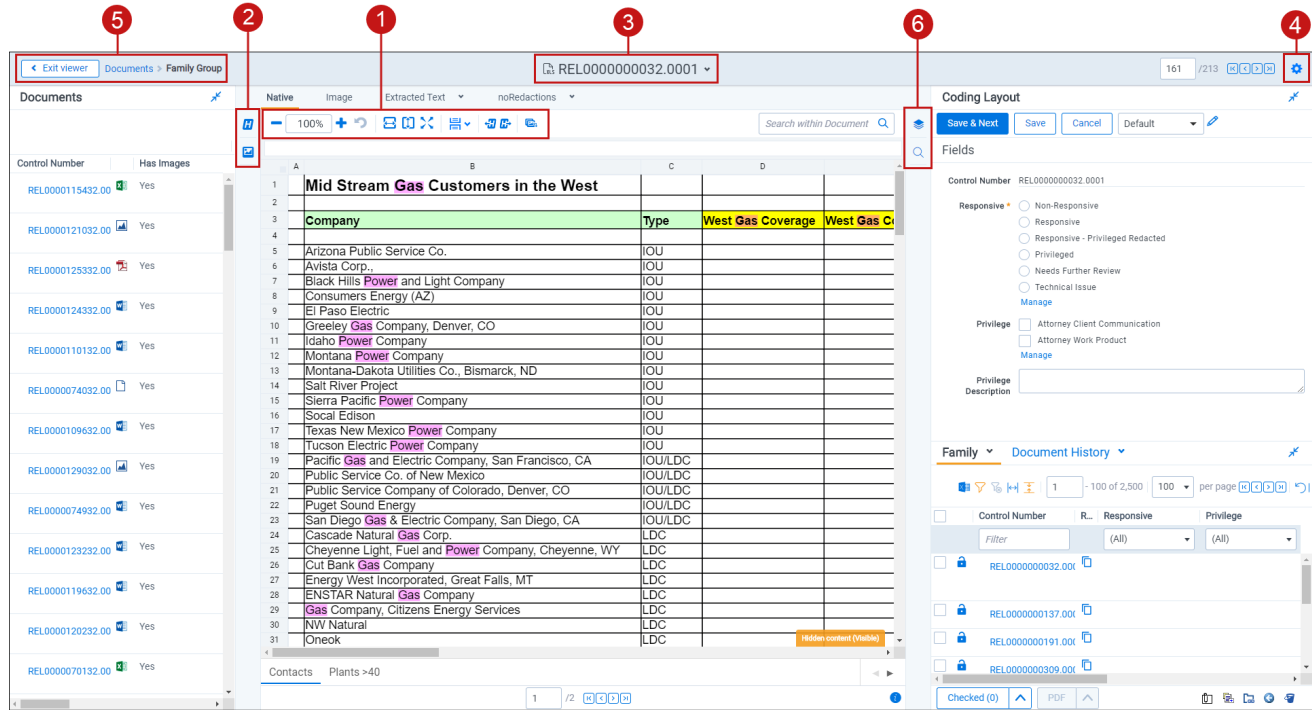 5
2
1
3
6
4
Exit viewer
Documents > Family Group
REL0000000032.0001
161 /213
Documents
Control Number Has Images
REL0000115432.00 Yes
REL0000121032.00 Yes
REL0000125332.00 Yes
REL0000124332.00 Yes
REL0000110132.00 Yes
REL0000074032.00 Yes
REL0000109632.00 Yes
REL0000129032.00 Yes
REL0000074932.00 Yes
REL0000123232.00 Yes
REL0000119632.00 Yes
REL0000120232.00 Yes
REL0000070132.00 Yes
Native Image Extracted Text noRedactions
100%
Search within Document
A B C D
1 Mid Stream Gas Customers in the West
2
3 Company Type West Gas Coverage West Gas Co
4
5 Arizona Public Service Co. IOU
6 Avista Corp., IOU
7 Black Hills Power and Light Company IOU
8 Consumers Energy (AZ) IOU
9 El Paso Electric IOU
10 Greeley Gas Company, Denver, CO IOU
11 Idaho Power Company IOU
12 Montana Power Company IOU
13 Montana-Dakota Utilities Co., Bismarck, ND IOU
14 Salt River Project IOU
15 Sierra Pacific Power Company IOU
16 Socal Edison IOU
17 Texas New Mexico Power Company IOU
18 Tucson Electric Power Company IOU
19 Pacific Gas and Electric Company, San Francisco, CA IOU/LDC
20 Public Service Co. of New Mexico IOU/LDC
21 Public Service Company of Colorado, Denver, CO IOU/LDC
22 Puget Sound Energy IOU/LDC
23 San Diego Gas & Electric Company, San Diego, CA IOU/LDC
24 Cascade Natural Gas Corp. LDC
25 Cheyenne Light, Fuel and Power Company, Cheyenne, WY LDC
26 Cut Bank Gas Company LDC
27 Energy West Incorporated, Great Falls, MT LDC
28 ENSTAR Natural Gas Company LDC
29 Gas Company, Citizens Energy Services LDC
30 NW Natural LDC
31 Oneok LDC
Hidden content (Visible)
Contacts Plants >40
1 /2
Coding Layout
Save & Next Save Cancel Default
Fields
Control Number REL0000000032.0001
Responsive * Non-Responsive
Responsive
Responsive - Privileged Redacted
Privileged
Needs Further Review
Technical Issue
Manage
Privilege Attorney Client Communication
Attorney Work Product
Manage
Privilege
Description
Family Document History
1 - 100 of 2,500 100 per page
Control Number R... Responsive Privilege
Filter (All) (All)
REL0000000032.00(
REL0000000137.00(
REL0000000191.00(
REL0000000309.00(
Checked (0) PDF